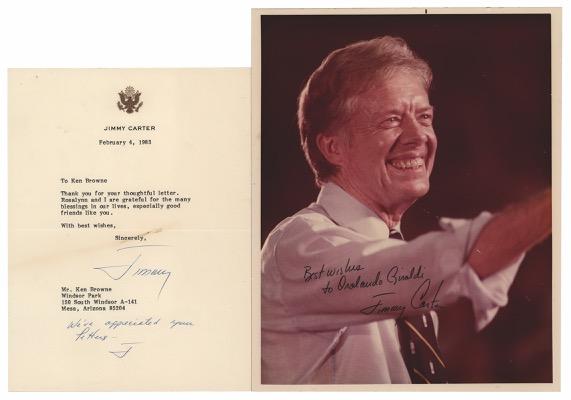 JIMMY CARTER
February 4, 1983
To Ken Browne
Thank you for your thoughtful letter.
Rosalynn and I are grateful for the many
blessings in our lives, especially good
friends like you.
With best wishes,
Sincerely,
Jimmy
Mr. Ken Browne
Windsor Park
150 South Windsor A-141
Mesa, Arizona 85204
We've appreciated your
letters -
J
Best Wishes
to Oralando Giraldi
Jimmy Carter